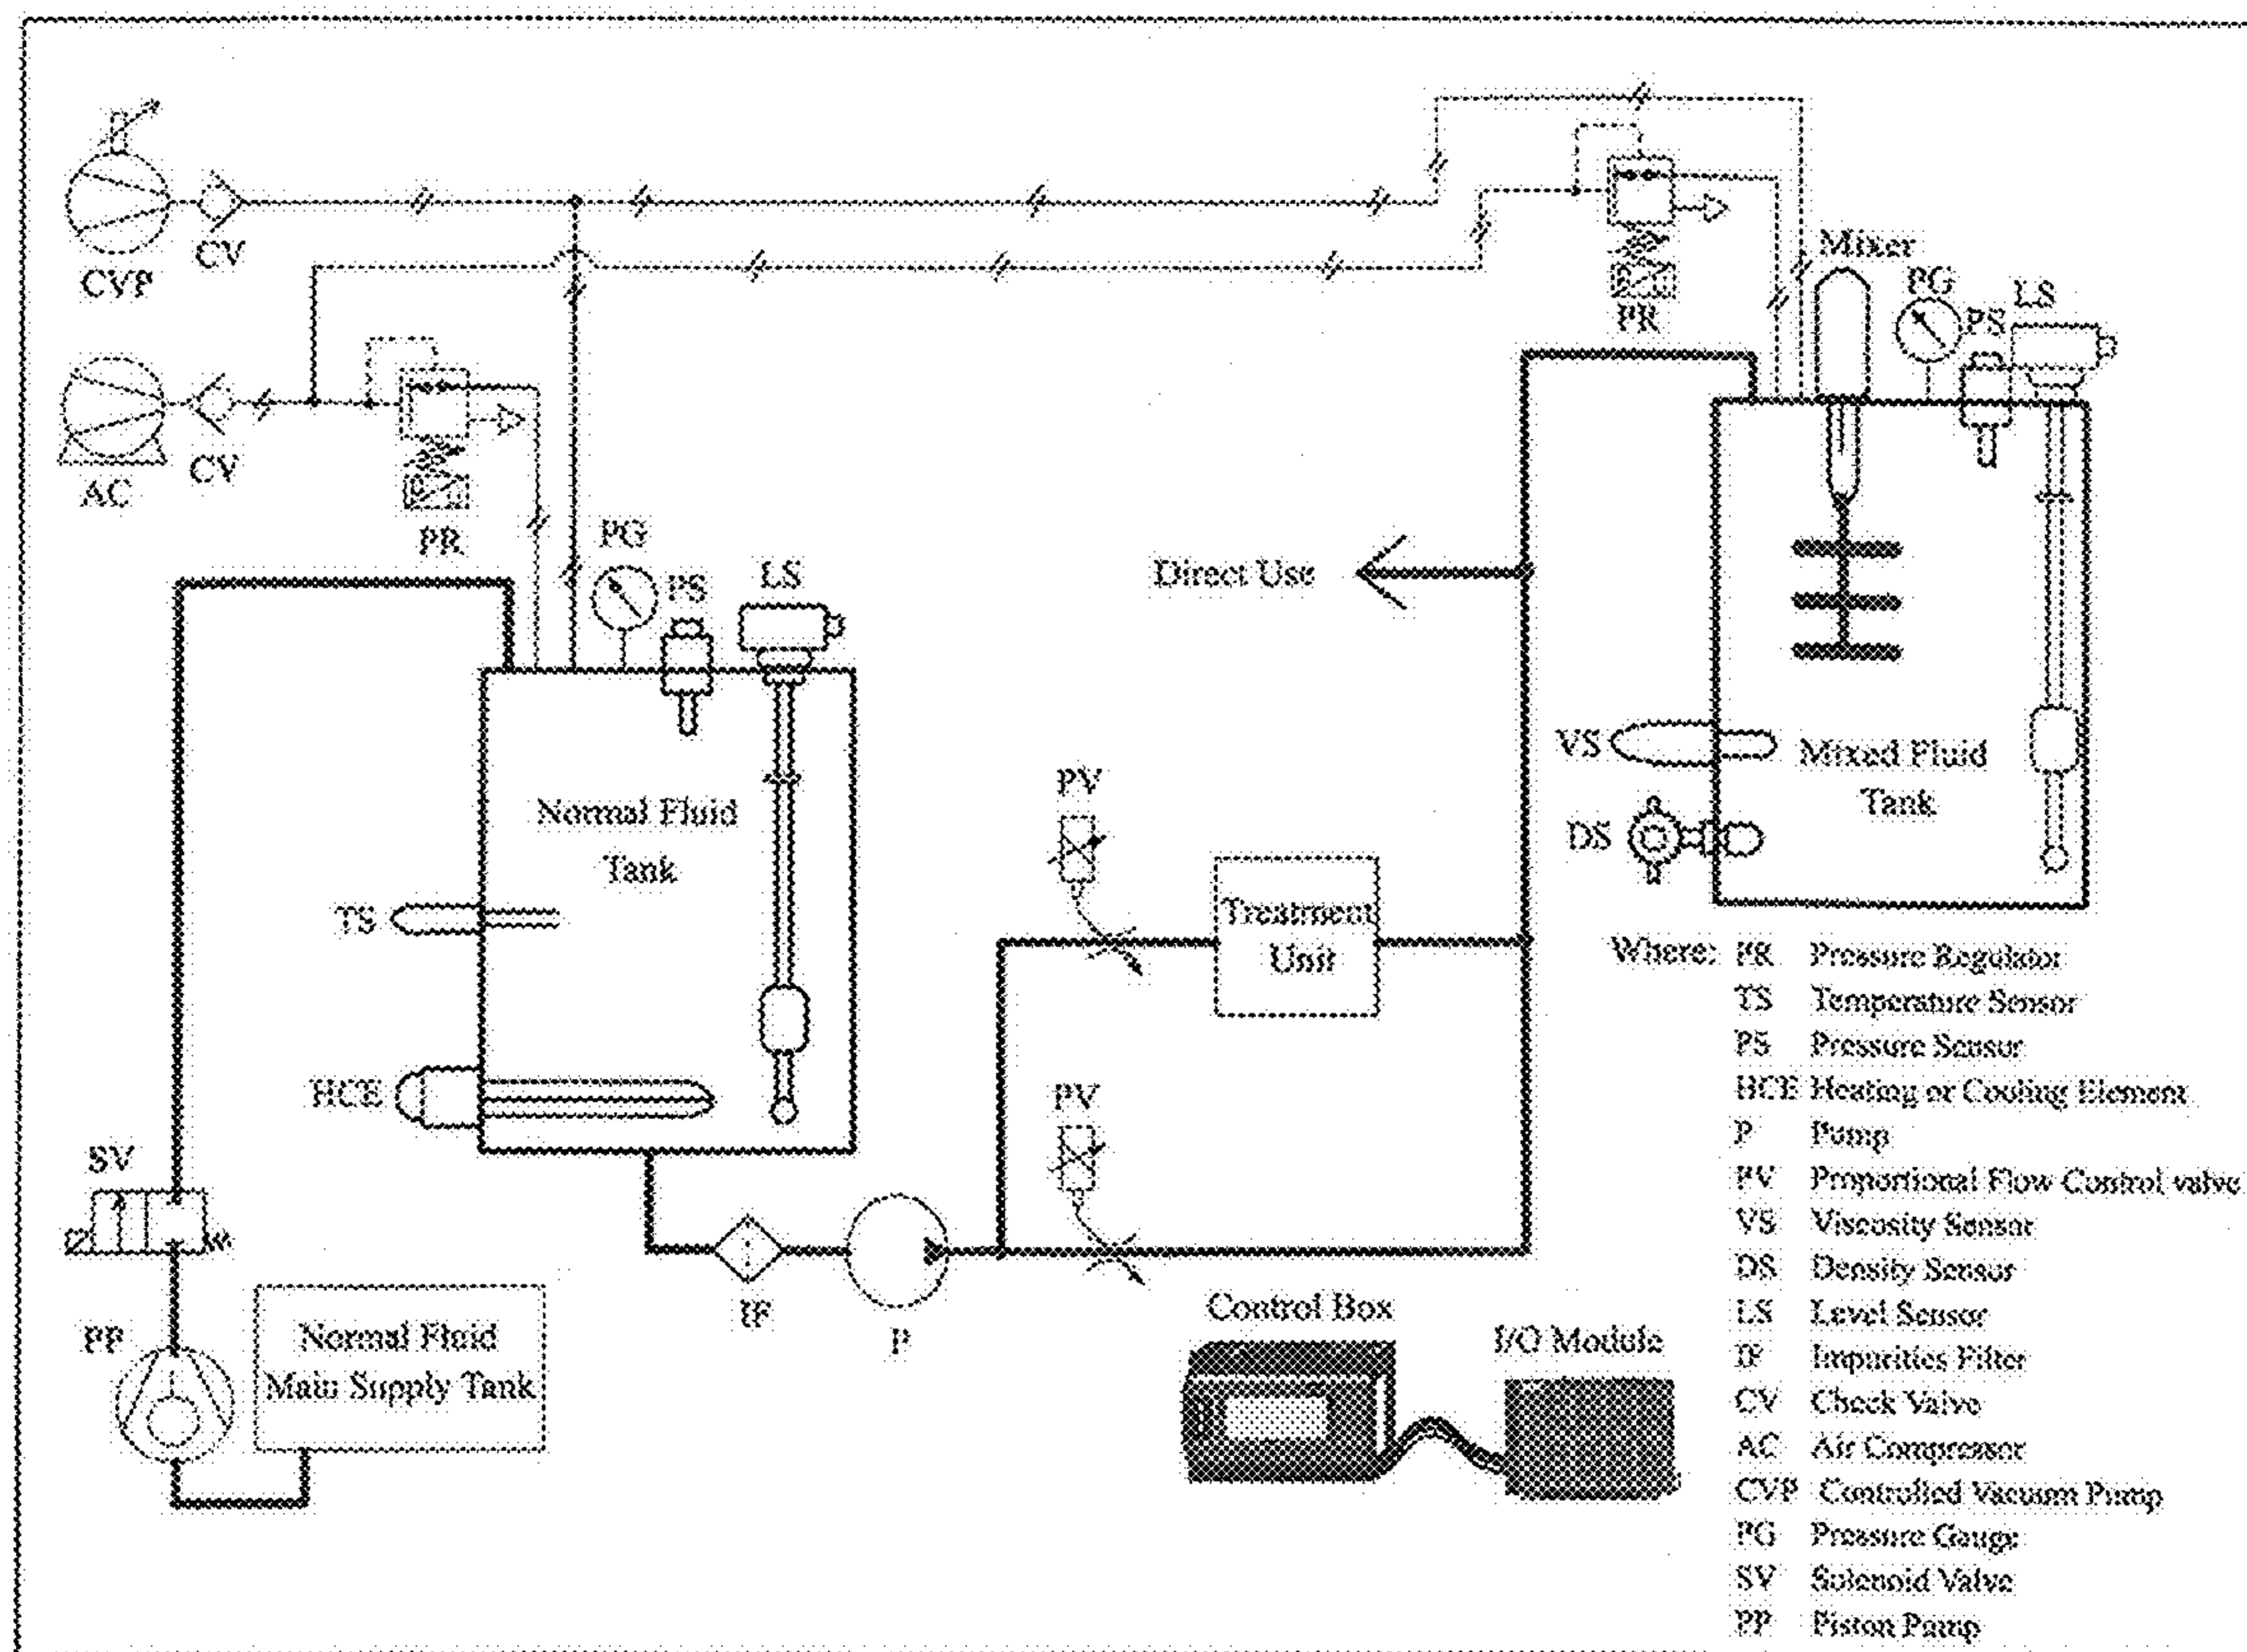 CVP
CV
AC
CV
PR
PR
Mixer
PG
PS
LS
PG
PS
LS
Direct Use
Normal Fluid
Tank
TS
HCE
VS
DS
Mixed Fluid
Tank
PV
Treatment
Unit
PV
SV
PP
Normal Fluid
Main Supply Tank
IF
P
Control Box
I/O Module
Where: PR Pressure Regulator
TS Temperature Sensor
PS Pressure Sensor
HCE Heating or Cooling Element
P Pump
PV Proportional Flow Control valve
VS Viscosity Sensor
DS Density Sensor
LS Level Sensor
IF Impurities Filter
CV Check Valve
AC Air Compressor
CVP Controlled Vacuum Pump
PG Pressure Gauge
SV Solenoid Valve
PP Piston Pump